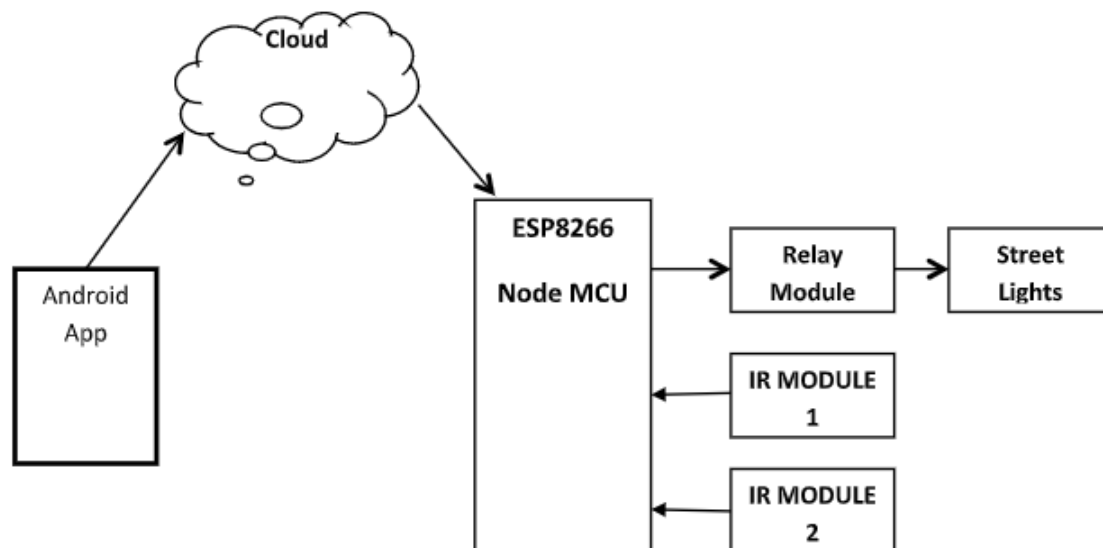 Cloud
Android
App
ESP8266
Node MCU
Relay
Module
Street
Lights
IR MODULE
1
IR MODULE
2